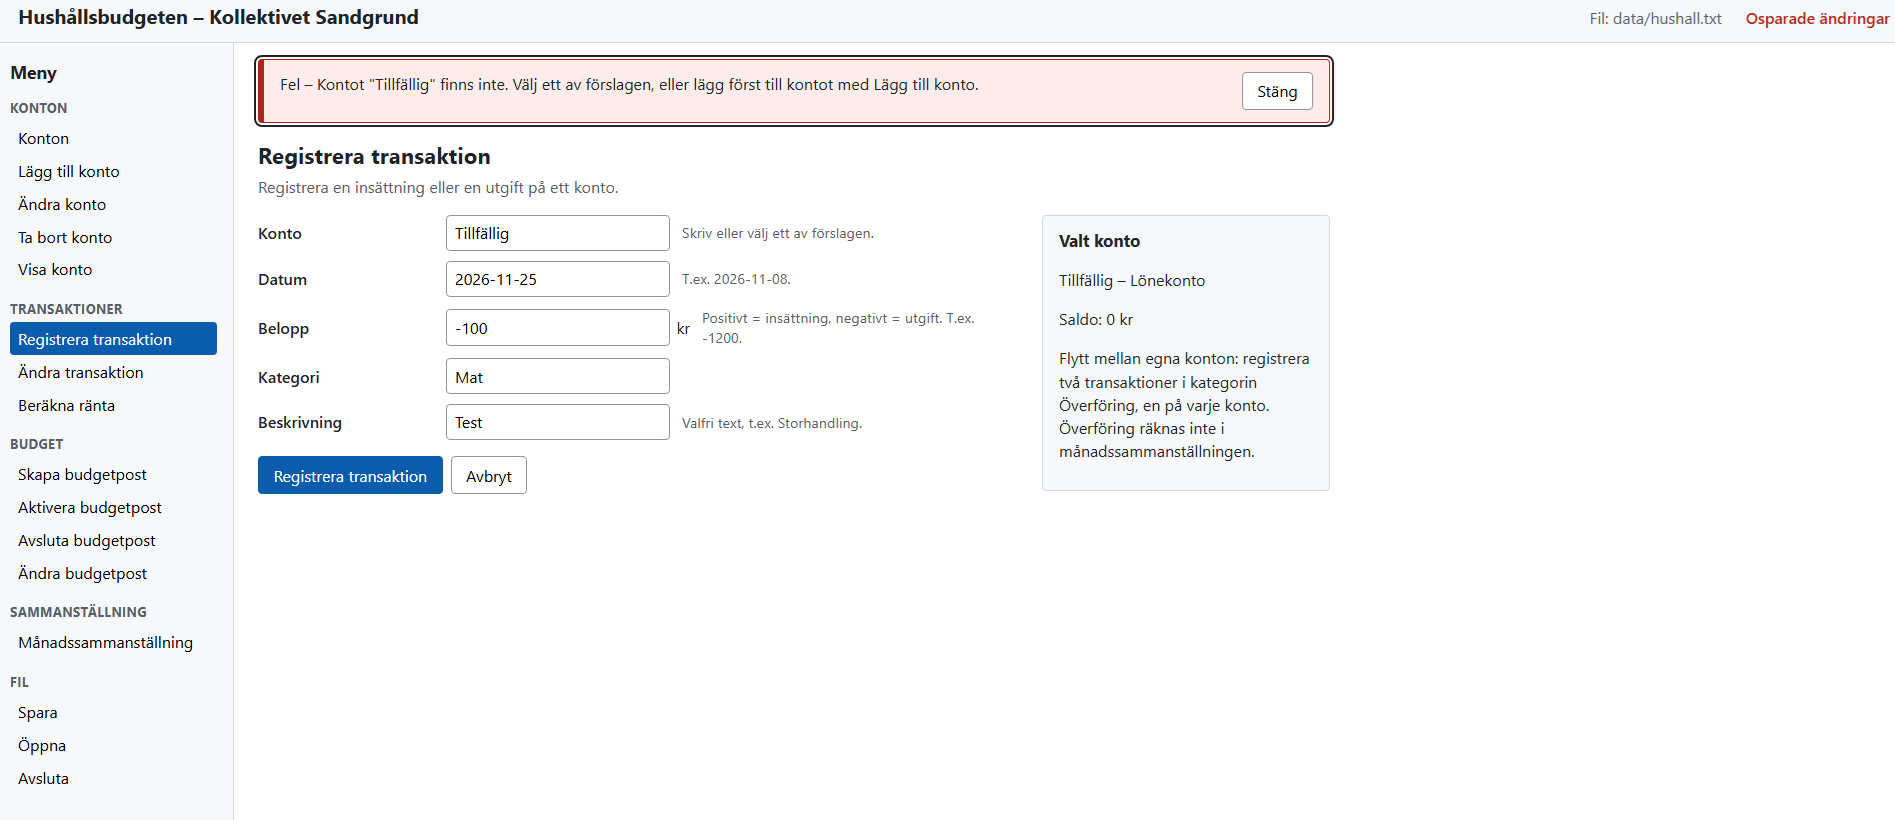 Hushållsbudgeten – Kollektivet Sandgrund
Fil: data/hushall.txt
Osparade ändringar
Meny
KONTON
Konton
Lägg till konto
Ändra konto
Ta bort konto
Visa konto
TRANSAKTIONER
Registrera transaktion
Ändra transaktion
Beräkna ränta
BUDGET
Skapa budgetpost
Aktivera budgetpost
Avsluta budgetpost
Ändra budgetpost
SAMMANSTÄLLNING
Månadssammanställning
FIL
Spara
Öppna
Avsluta
Fel – Kontot "Tillfällig" finns inte. Välj ett av förslagen, eller lägg först till kontot med Lägg till konto.
Stäng
Registrera transaktion
Registrera en insättning eller en utgift på ett konto.
Konto
Tillfällig
Skriv eller välj ett av förslagen.
Datum
2026-11-25
T.ex. 2026-11-08.
Belopp
-100
kr
Positivt = insättning, negativt = utgift. T.ex.
-1200.
Kategori
Mat
Beskrivning
Test
Valfri text, t.ex. Storhandling.
Registrera transaktion
Avbryt
Valt konto
Tillfällig – Lönekonto
Saldo: 0 kr
Flytt mellan egna konton: registrera
två transaktioner i kategorin
Överföring, en på varje konto.
Överföring räknas inte i
månadssammanställningen.